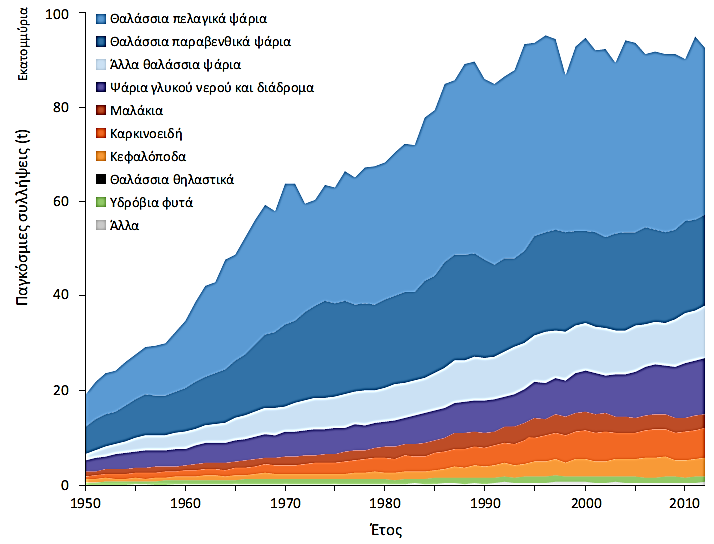 Εκατομμύρια
Παγκόσμιες συλλήψεις (t)
100
80
60
40
20
0
Θαλάσσια πελαγικά ψάρια
Θαλάσσια παραβενθικά ψάρια
Άλλα θαλάσσια ψάρια
Ψάρια γλυκού νερού και διάδρομα
Μαλάκια
Καρκινοειδή
Κεφαλόποδα
Θαλάσσια θηλαστικά
Υδρόβια φυτά
Άλλα
1950 1960 1970 1980 1990 2000 2010
Έτος